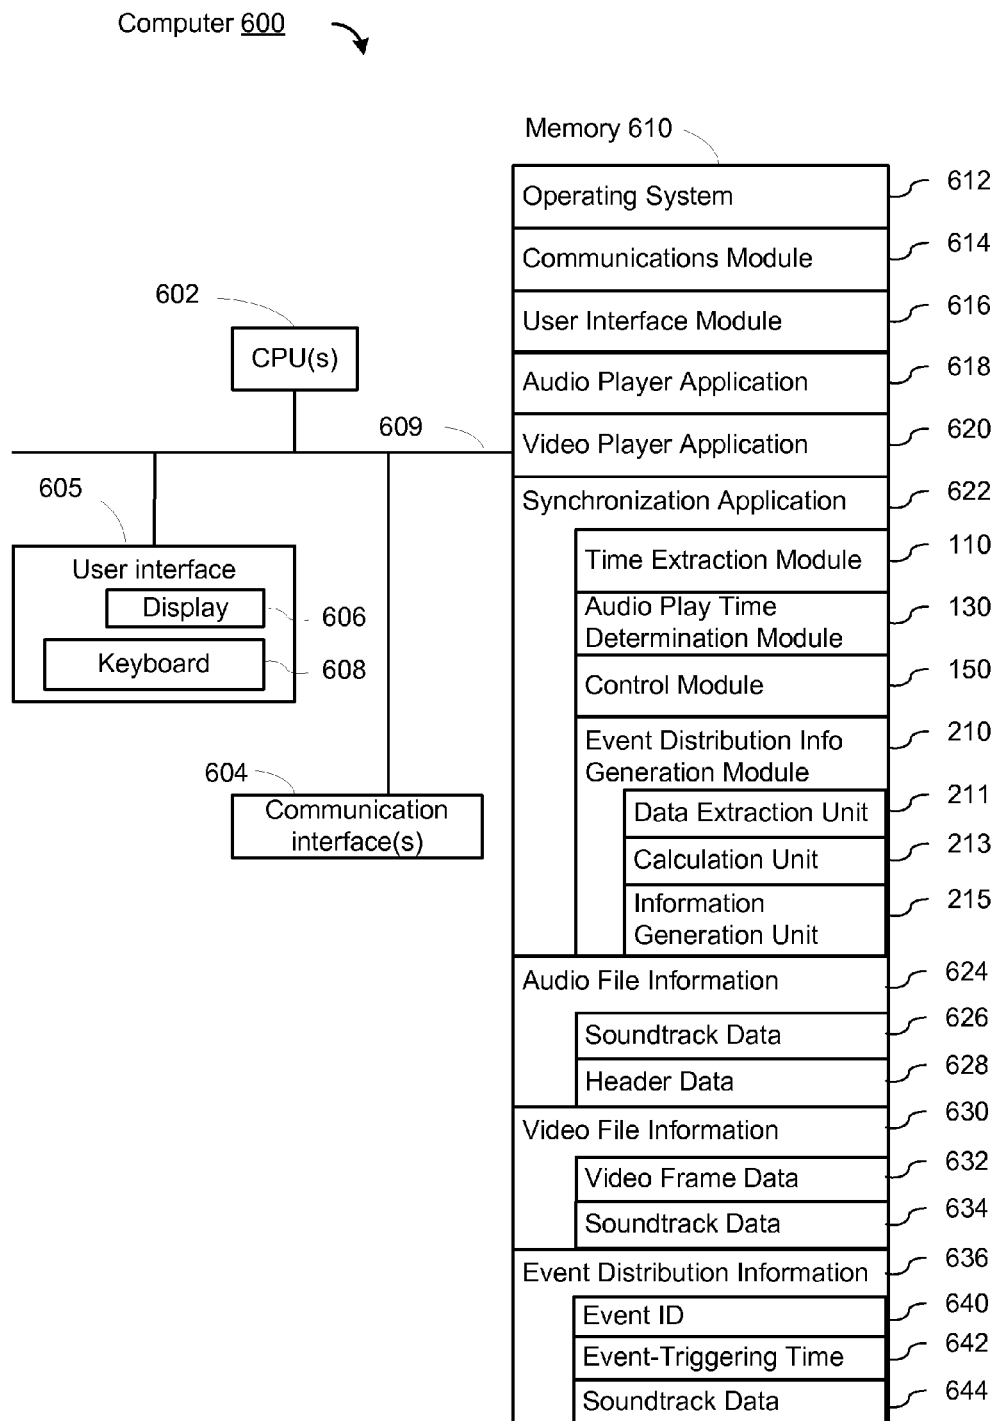 Computer 600
Memory 610
Operating System 612
Communications Module 614
User Interface Module 616
Audio Player Application 618
Video Player Application 620
Synchronization Application 622
Time Extraction Module 110
Audio Play Time
Determination Module 130
Control Module 150
Event Distribution Info
Generation Module 210
Data Extraction Unit 211
Calculation Unit 213
Information
Generation Unit 215
Audio File Information 624
Soundtrack Data 626
Header Data 628
Video File Information 630
Video Frame Data 632
Soundtrack Data 634
Event Distribution Information 636
Event ID 640
Event-Triggering Time 642
Soundtrack Data 644
602
CPU(s)
609
605
User interface
Display 606
Keyboard 608
604
Communication
interface(s)